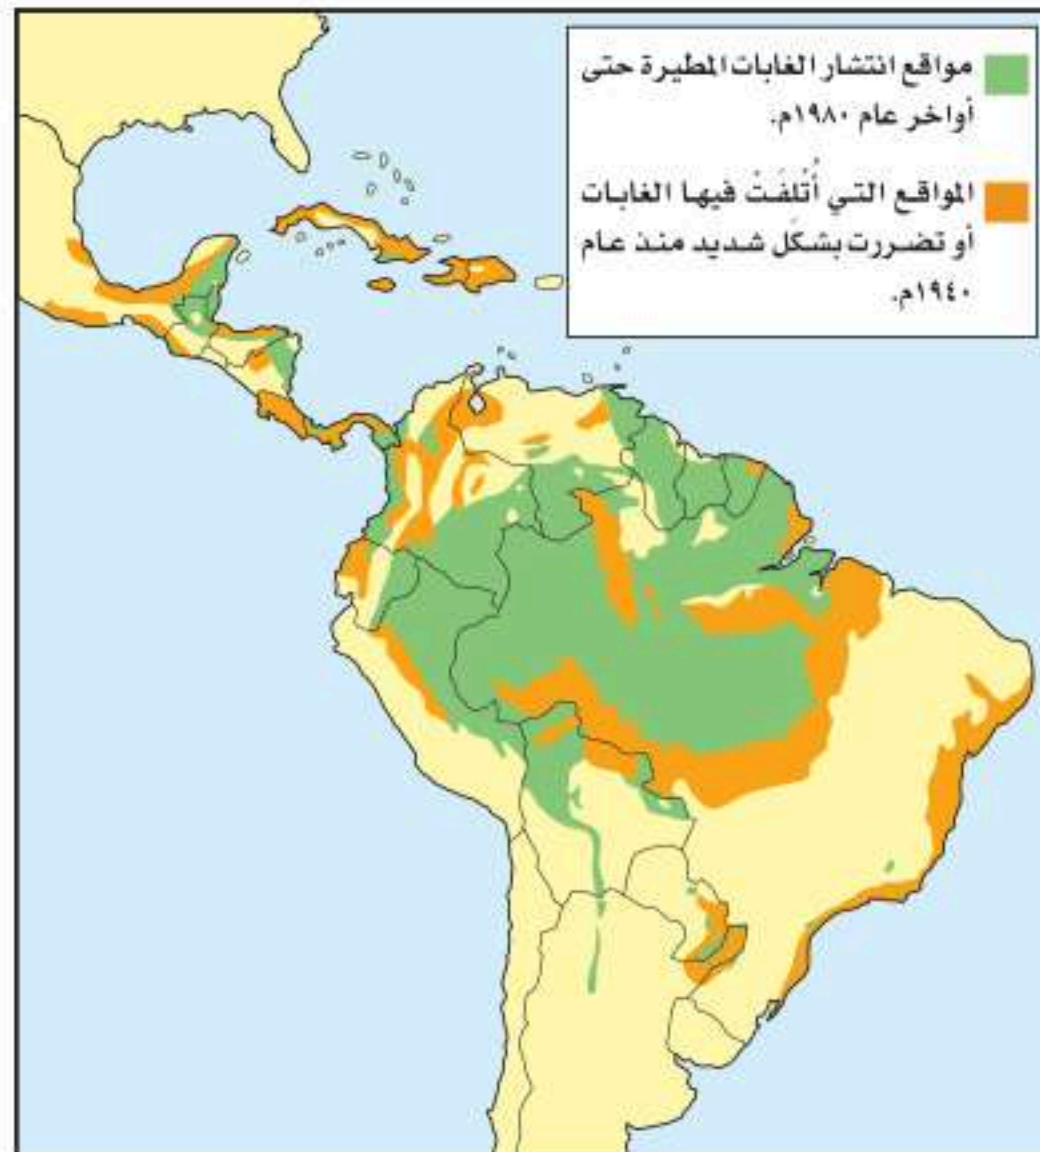 مواقع انتشار الغابات المطيرة حتى
أواخر عام ١٩٨٠م.
المواقع التي أُتْلفَتْ فيها الغابات
أو تضررت بشكل شديد منذ عام
١٩٤٠م.